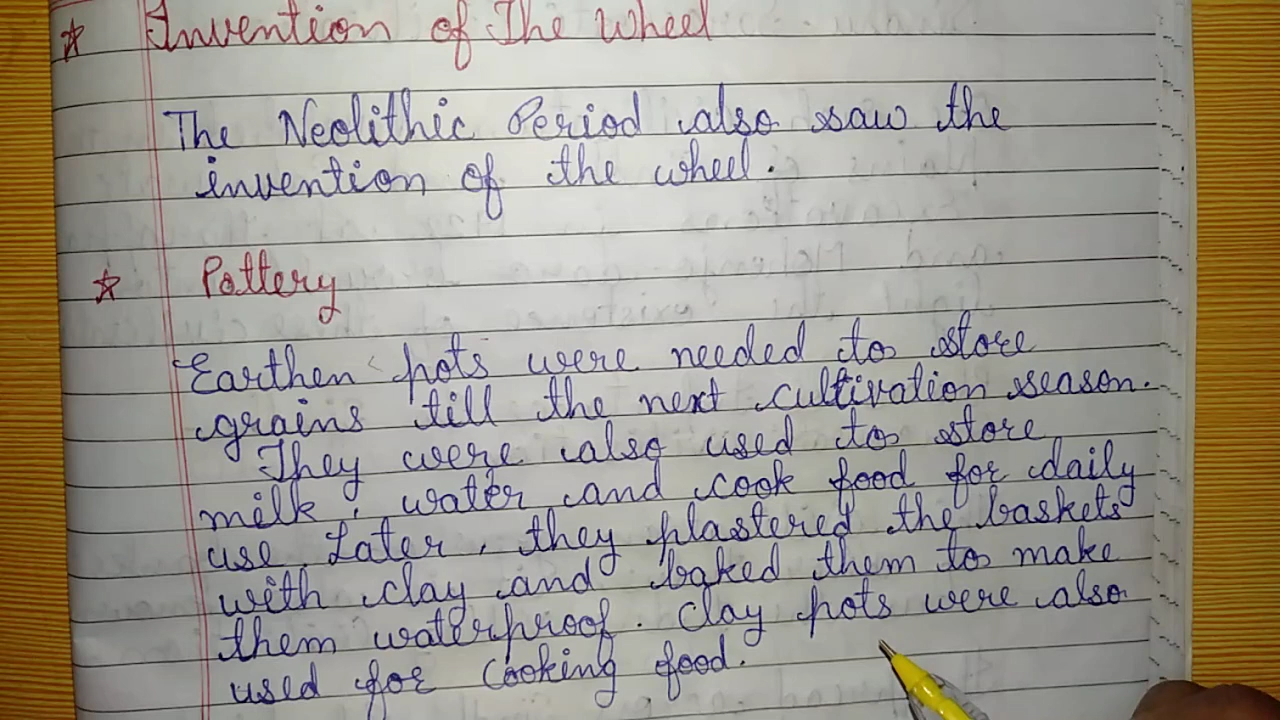 ☆ Invention of The Wheel
The Neolithic Period also saw the
invention of the wheel.
☆ Pottery
Earthen pots were needed to store
grains till the next cultivation season.
They were also used to store
milk, water and cook food for daily
use. Later, they plastered the baskets
with clay and baked them to make
them waterproof. Clay pots were also
used for cooking food.